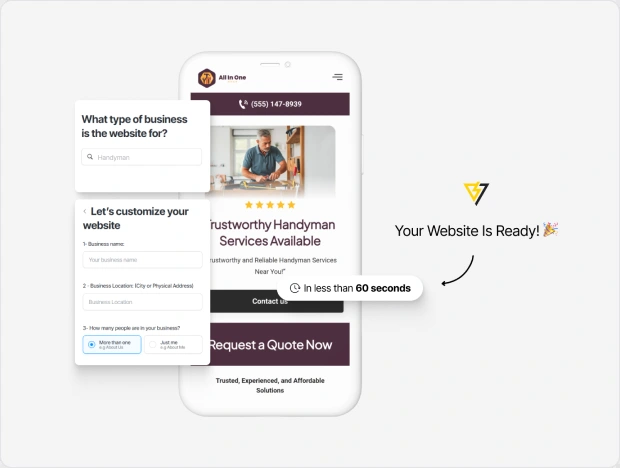 What type of business
is the website for?
Handyman
‹ Let's customize your
website
1- Business name:
Your business name
2 - Business Location: (City or Physical Address)
Business Location
3- How many people are in your business?
More than one
e.g About Us
Just me
e.g About Me
All In One
(555) 147-8939
rustworthy Handyman
Services Available
rustworthy and Reliable Handyman Services
Near You!"
In less than 60 seconds
Contact us
Request a Quote Now
Trusted, Experienced, and Affordable
Solutions
Your Website Is Ready! 🎉